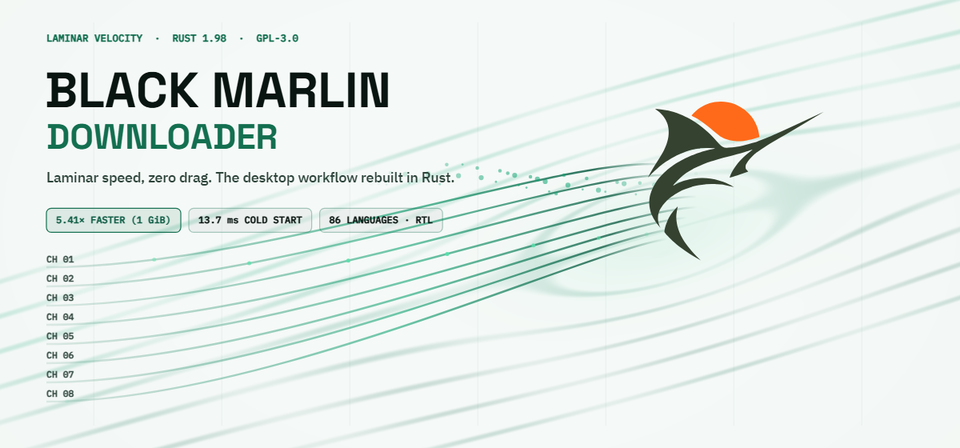 LAMINAR VELOCITY · RUST 1.98 · GPL-3.0
BLACK MARLIN
DOWNLOADER
Laminar speed, zero drag. The desktop workflow rebuilt in Rust.
5.41× FASTER (1 GiB) 13.7 ms COLD START 86 LANGUAGES · RTL
CH 01
CH 02
CH 03
CH 04
CH 05
CH 06
CH 07
CH 08